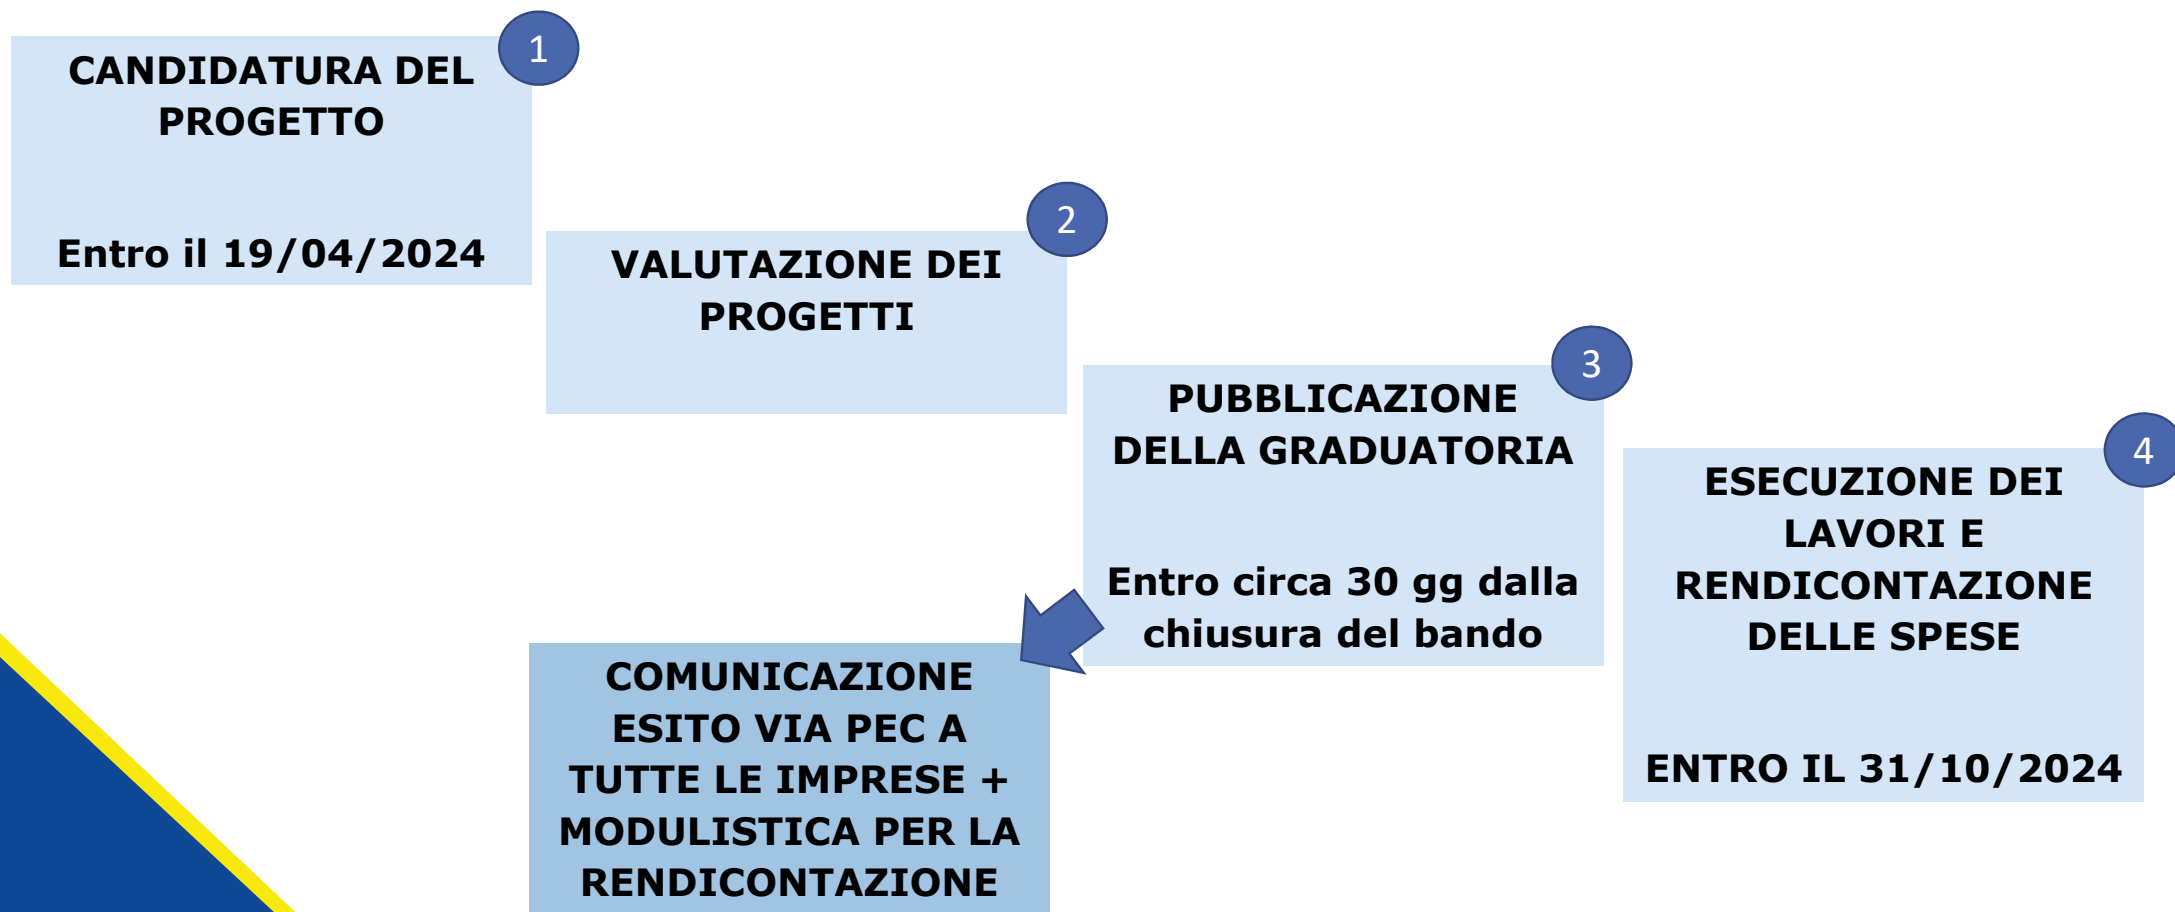 1
CANDIDATURA DEL
PROGETTO
Entro il 19/04/2024
2
VALUTAZIONE DEI
PROGETTI
3
PUBBLICAZIONE
DELLA GRADUATORIA
Entro circa 30 gg dalla
chiusura del bando
COMUNICAZIONE
ESITO VIA PEC A
TUTTE LE IMPRESE +
MODULISTICA PER LA
RENDICONTAZIONE
4
ESECUZIONE DEI
LAVORI E
RENDICONTAZIONE
DELLE SPESE
ENTRO IL 31/10/2024